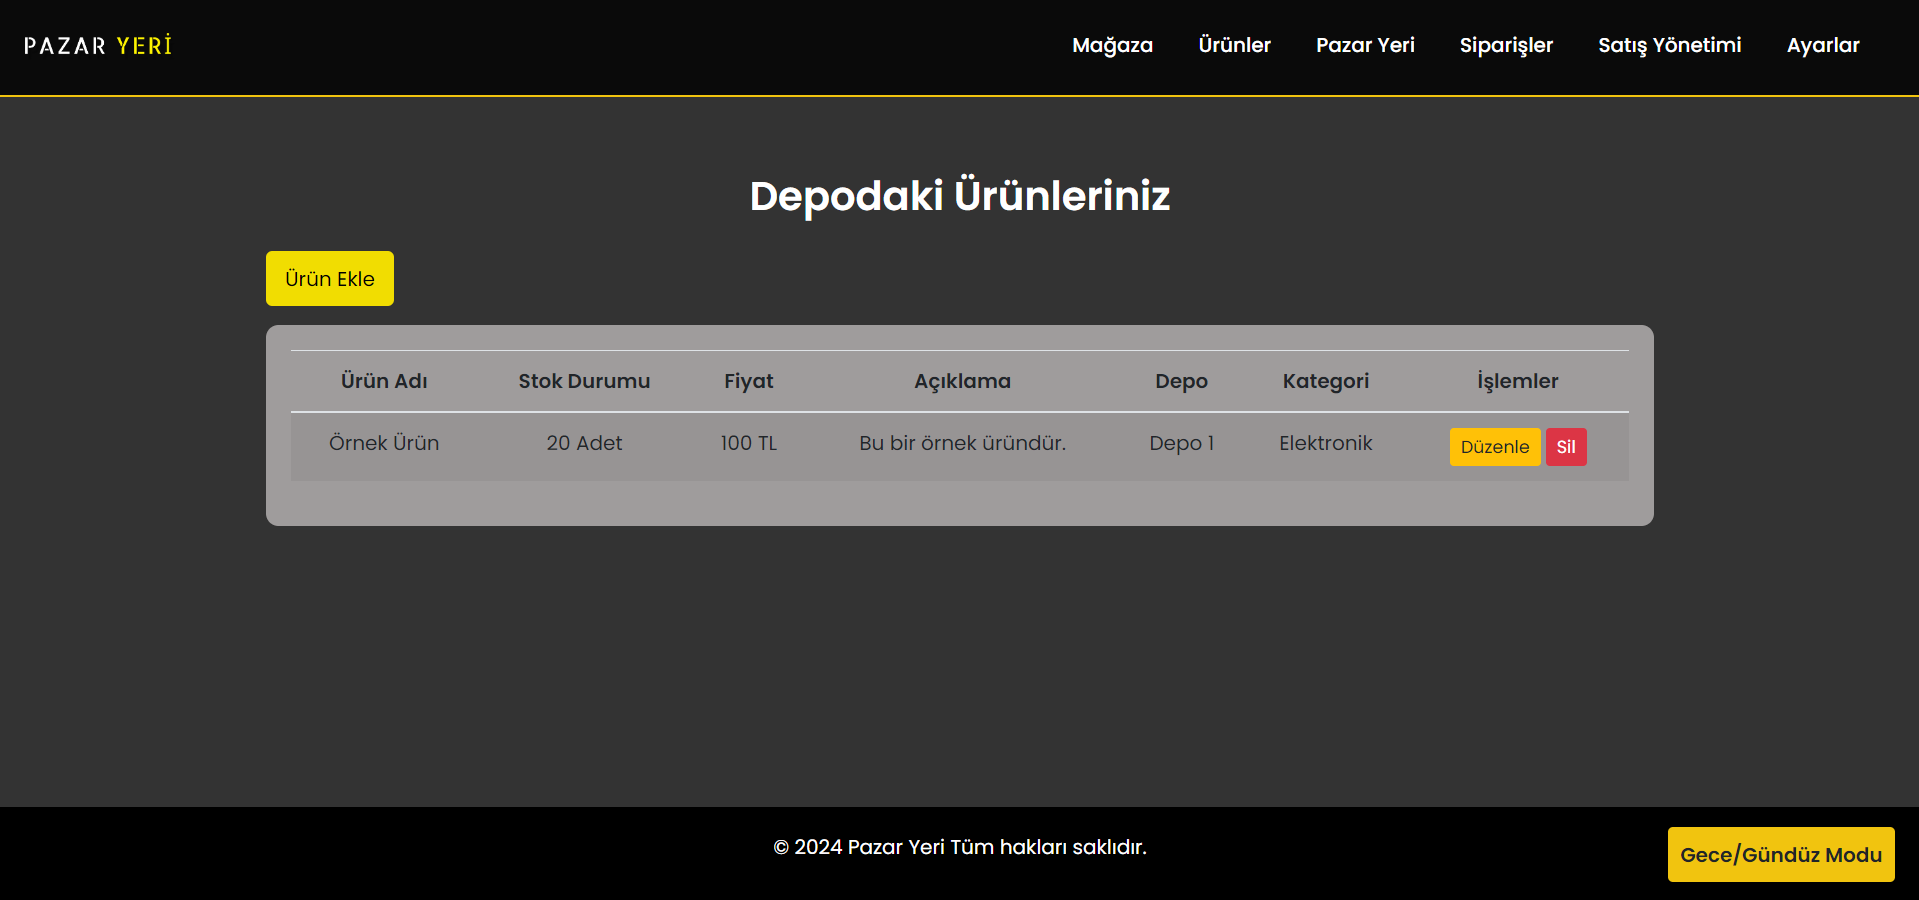 PAZAR YERİ
Mağaza Ürünler Pazar Yeri Siparişler Satış Yönetimi Ayarlar
Depodaki Ürünleriniz
Ürün Ekle
Ürün Adı Stok Durumu Fiyat Açıklama Depo Kategori İşlemler
Örnek Ürün 20 Adet 100 TL Bu bir örnek üründür. Depo 1 Elektronik Düzenle Sil
© 2024 Pazar Yeri Tüm hakları saklıdır.
Gece/Gündüz Modu